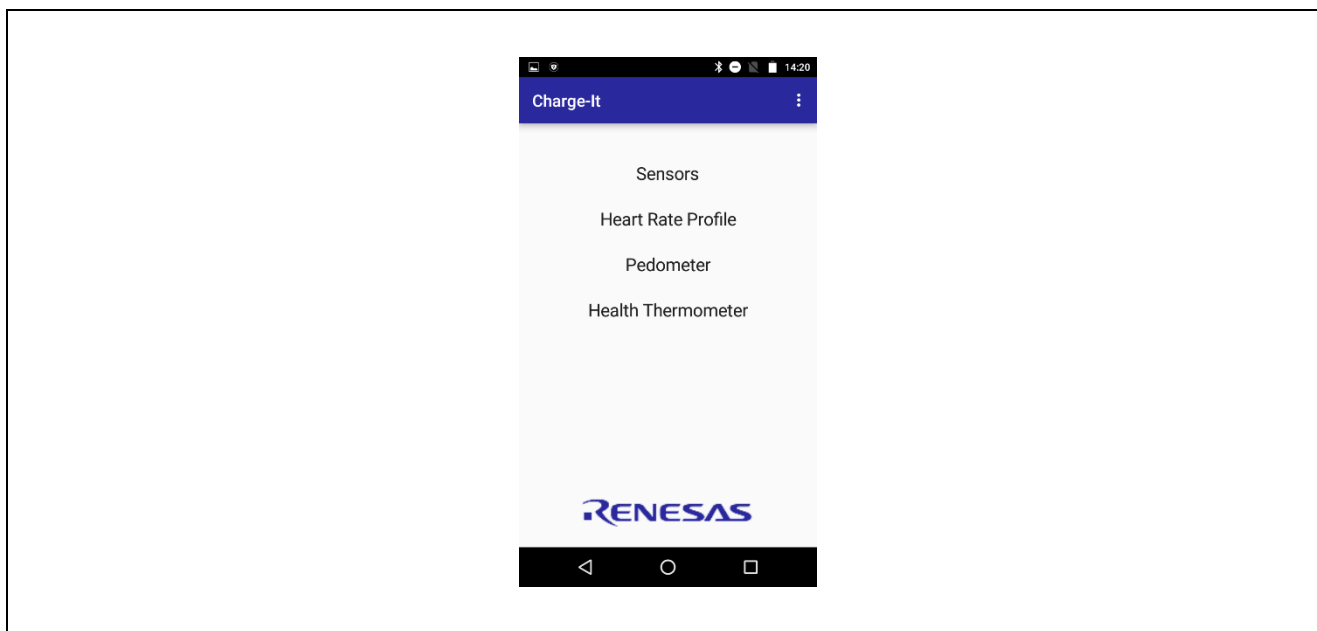 14:20
Charge-It
Sensors
Heart Rate Profile
Pedometer
Health Thermometer
RENESAS